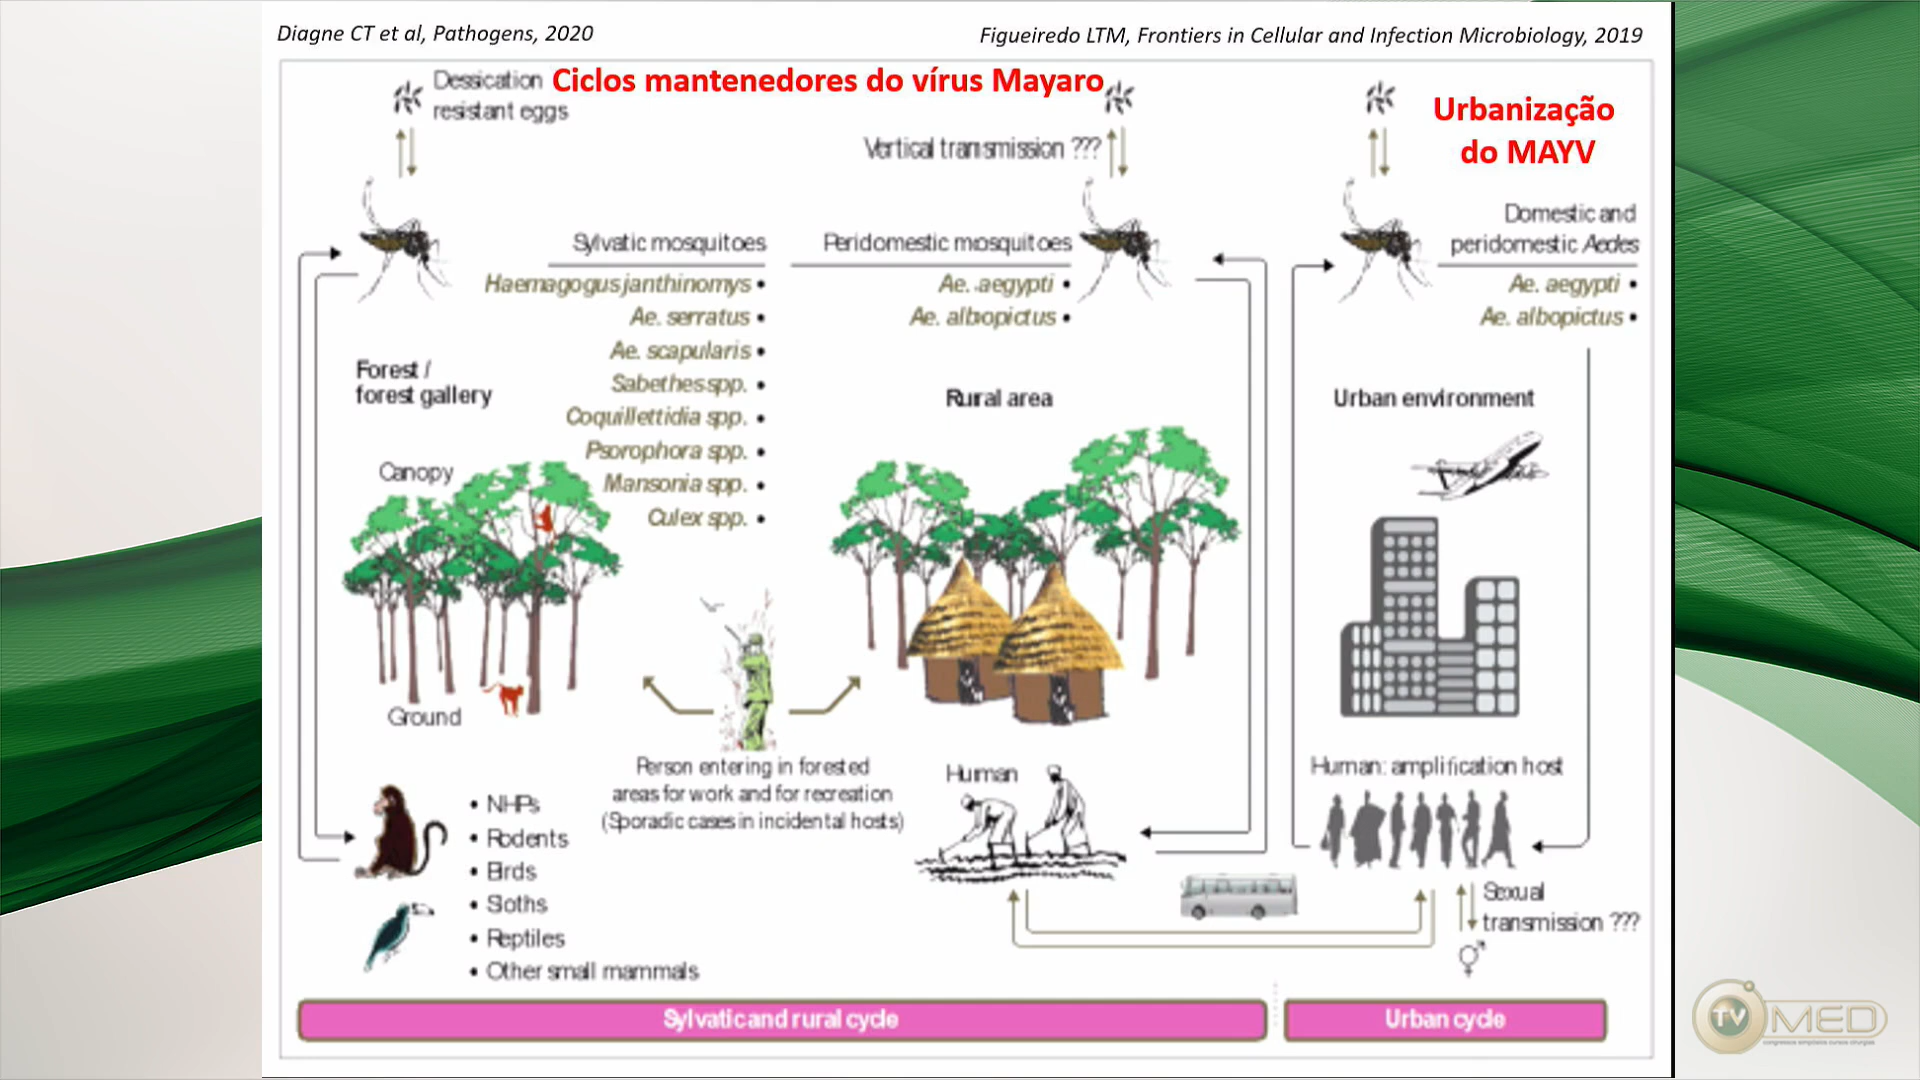 Diagne CT et al, Pathogens, 2020
Figueiredo LTM, Frontiers in Cellular and Infection Microbiology, 2019
Ciclos mantenedores do vírus Mayaro
Urbanização
do MAYV
Dessication
resistant eggs
Vertical transmission ???
Sylvatic mosquitoes
Haemagogus janthinomys •
Ae. serratus •
Ae. scapularis •
Sabethes spp. •
Coquillettidia spp. •
Psorophora spp. •
Mansonia spp. •
Culex spp. •
Peridomestic mosquitoes
Ae. aegypti •
Ae. albopictus •
Domestic and
peridomestic Aedes
Ae. aegypti •
Ae. albopictus •
Forest /
forest gallery
Canopy
Ground
Rural area
Urban environment
Person entering in forested
areas for work and for recreation
(Sporadic cases in incidental hosts)
Human
Human: amplification host
• NHPs
• Rodents
• Birds
• Sloths
• Reptiles
• Other small mammals
Sexual
transmission ???
Sylvatic and rural cycle
Urban cycle
TV MED